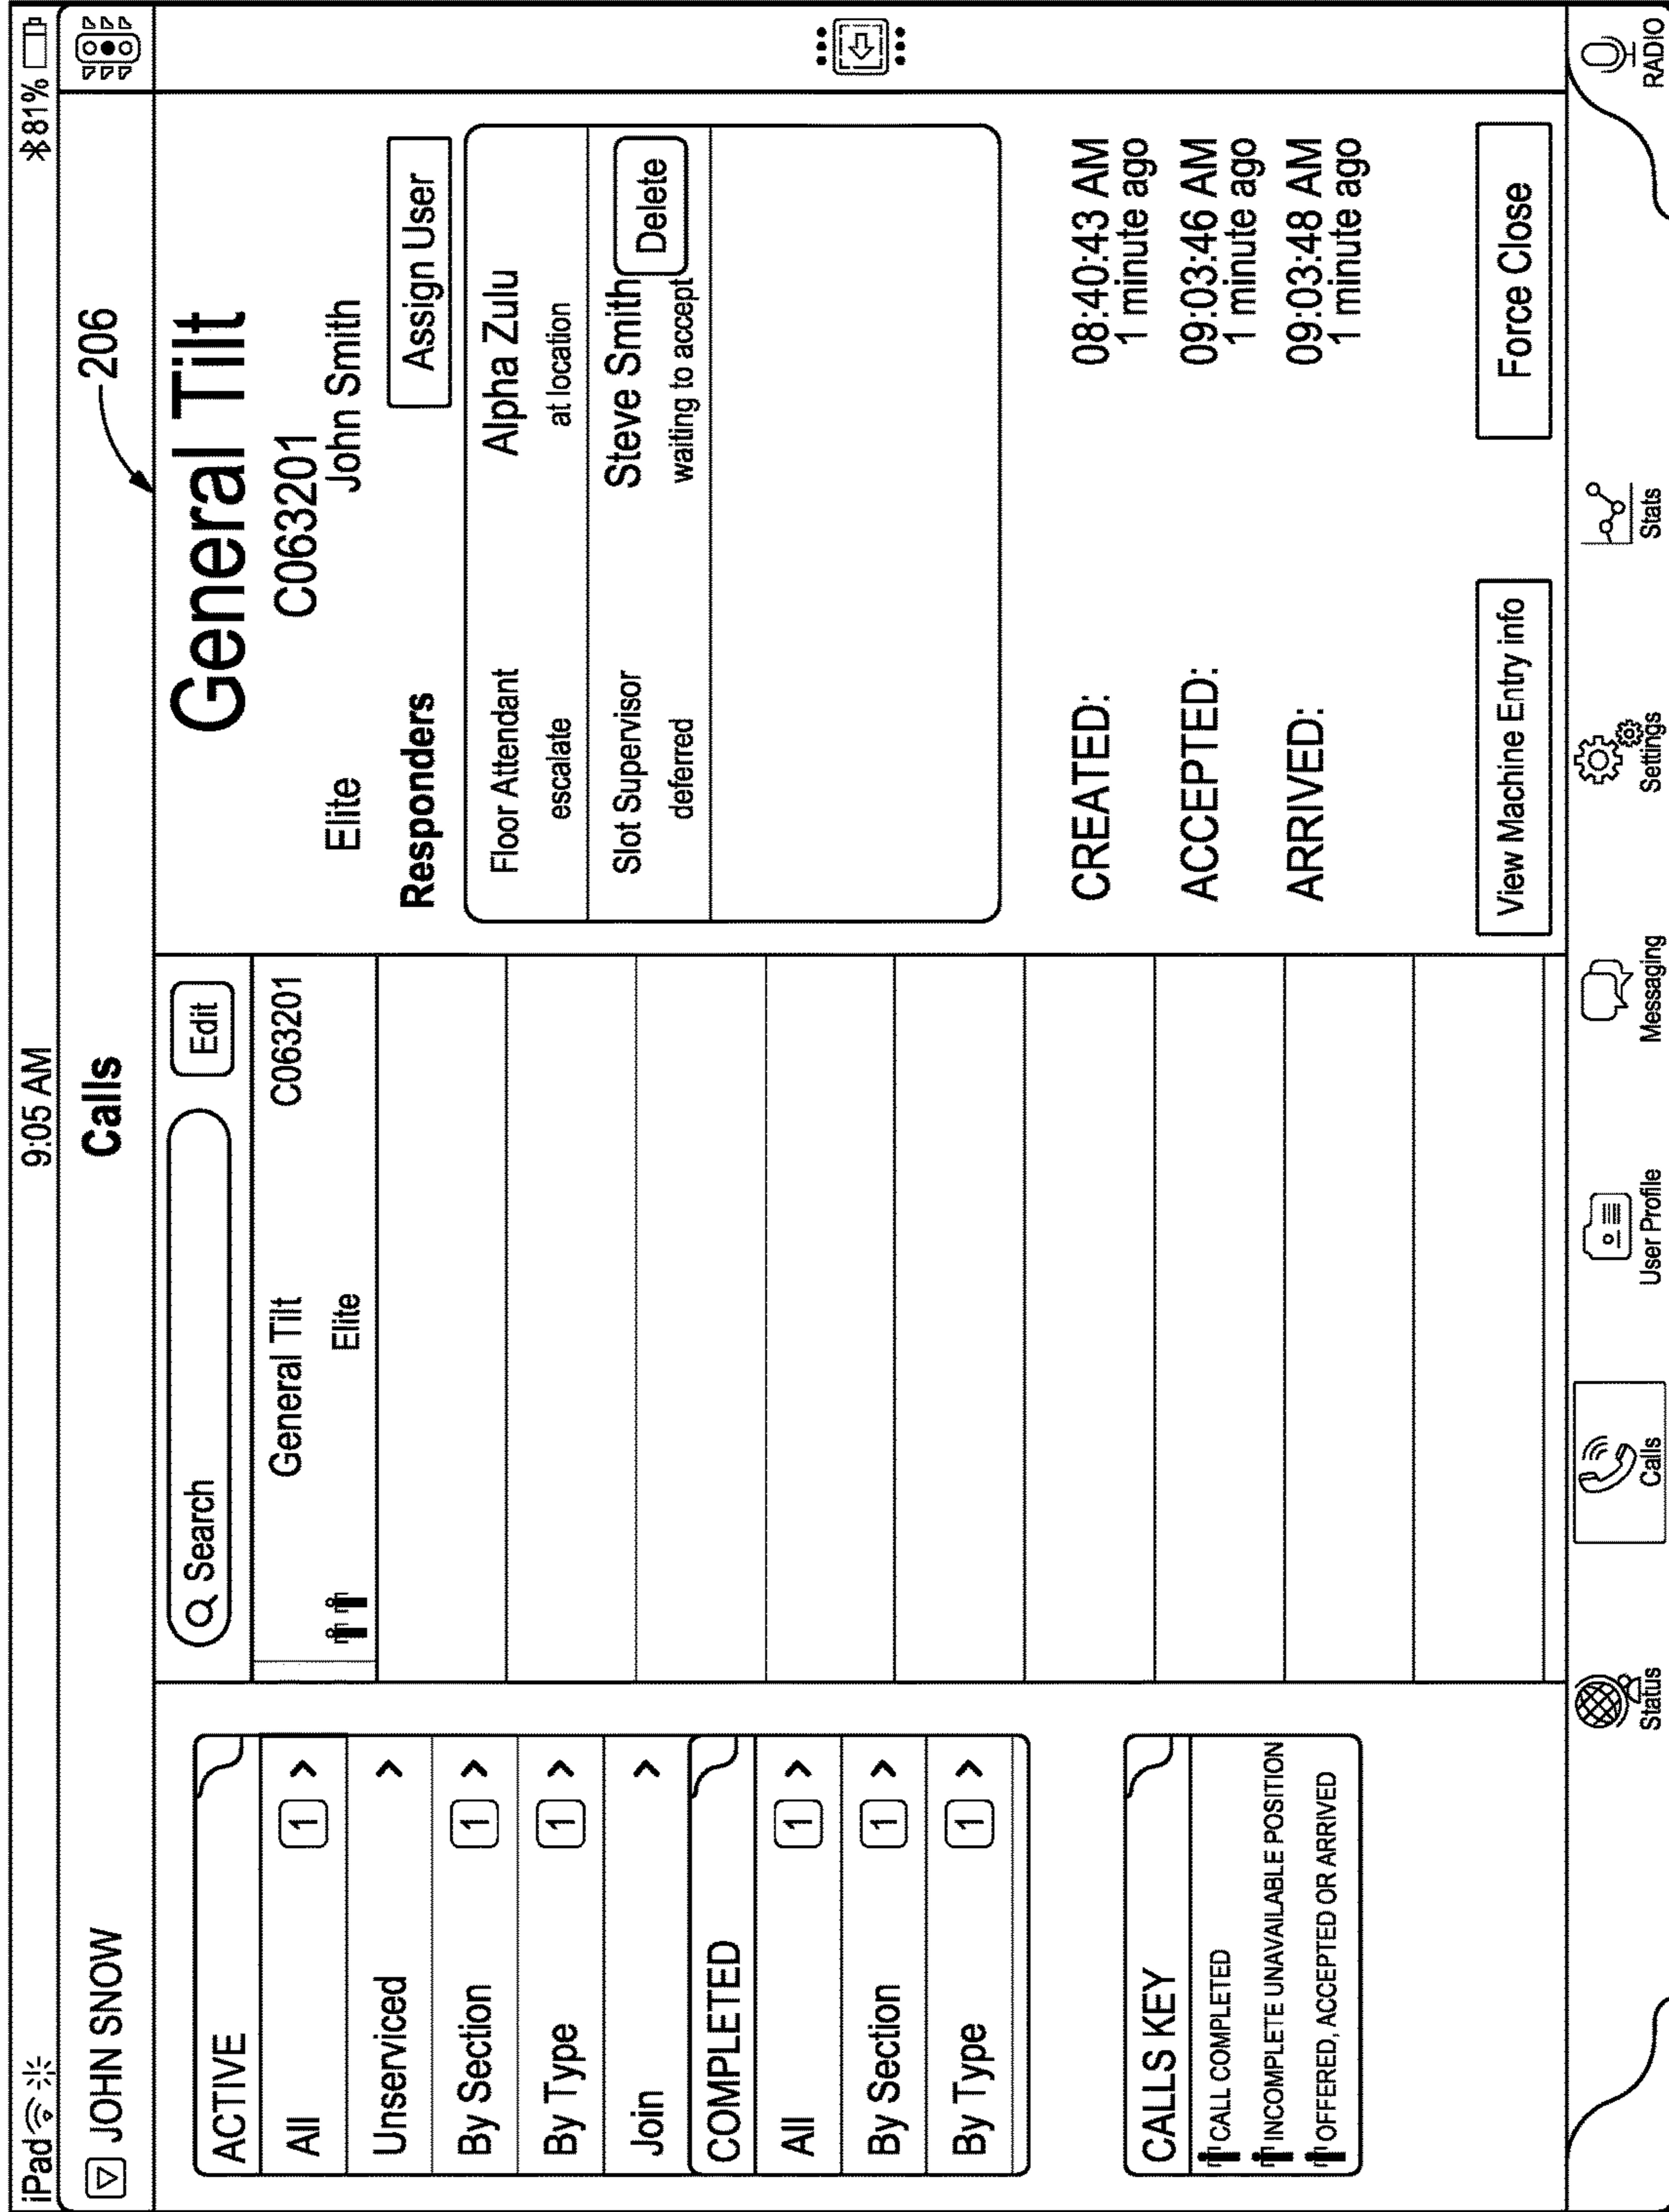 iPad 9:05 AM 81%
JOHN SNOW Calls
206
ACTIVE
All 1 >
Unserviced >
By Section 1 >
By Type 1 >
Join >
COMPLETED
All 1 >
By Section 1 >
By Type 1 >
CALLS KEY
CALL COMPLETED
INCOMPLETE UNAVAILABLE POSITION
OFFERED, ACCEPTED OR ARRIVED
Search Edit
General Tilt C063201
Elite
General Tilt
C063201
Elite John Smith
Responders Assign User
Floor Attendant Alpha Zulu
escalate at location
Slot Supervisor Steve Smith Delete
deferred waiting to accept
CREATED: 08:40:43 AM
1 minute ago
ACCEPTED: 09:03:46 AM
1 minute ago
ARRIVED: 09:03:48 AM
1 minute ago
View Machine Entry info Force Close
Status Calls User Profile Messaging Settings Stats RADIO